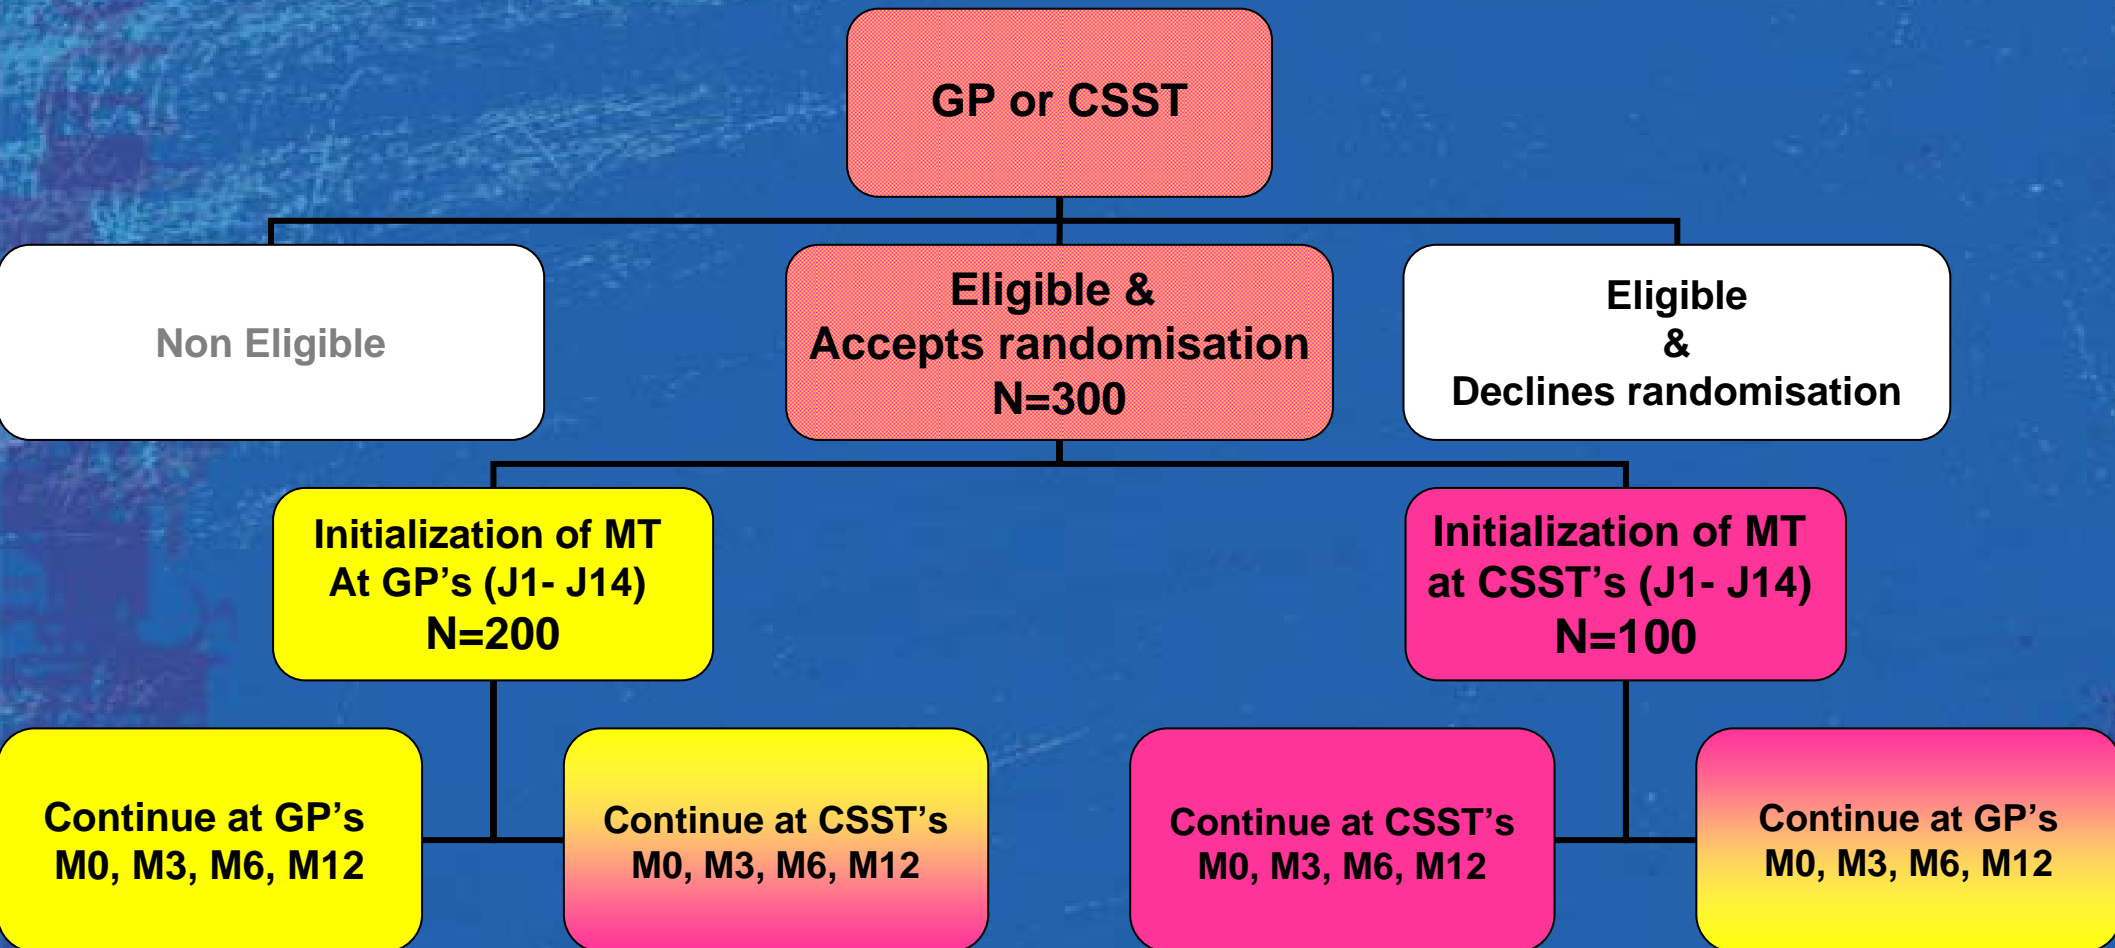 GP or CSST
Non Eligible
Eligible &
Accepts randomisation
N=300
Eligible
&
Declines randomisation
Initialization of MT
At GP’s (J1- J14)
N=200
Initialization of MT
at CSST’s (J1- J14)
N=100
Continue at GP’s
M0, M3, M6, M12
Continue at CSST’s
M0, M3, M6, M12
Continue at CSST’s
M0, M3, M6, M12
Continue at GP’s
M0, M3, M6, M12